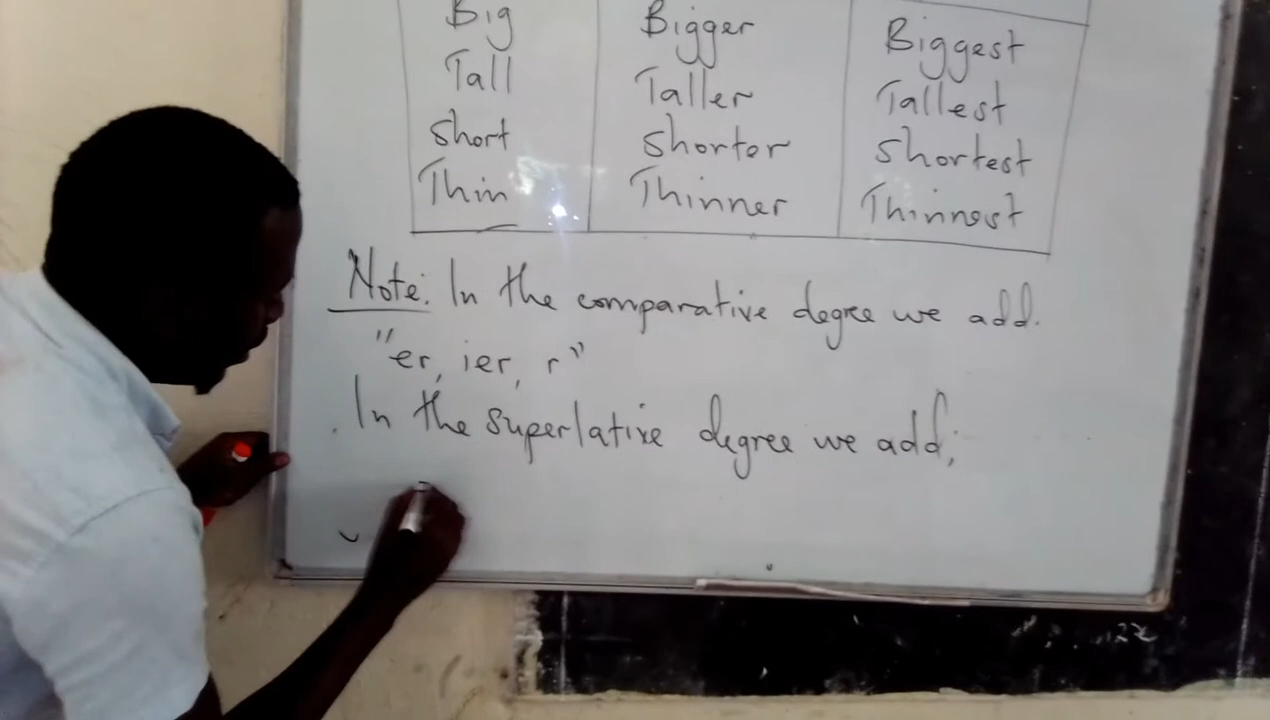 Big Bigger Biggest
Tall Taller Tallest
Short Shorter Shortest
Thin Thinner Thinnest
Note: In the comparative degree we add.
"er, ier, r"
In the superlative degree we add;